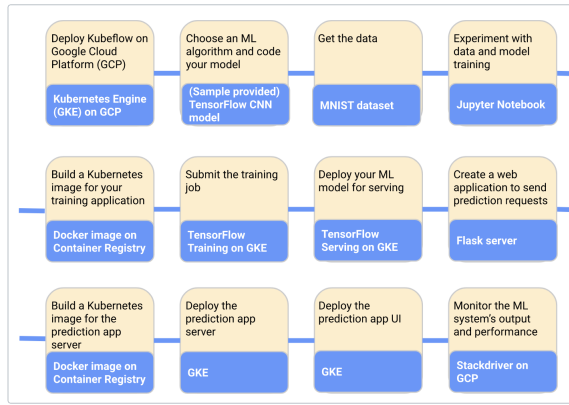 Deploy Kubeflow on
Google Cloud
Platform (GCP)
Kubernetes Engine
(GKE) on GCP
Choose an ML
algorithm and code
your model
(Sample provided)
TensorFlow CNN
model
Get the data
MNIST dataset
Experiment with
data and model
training
Jupyter Notebook
Build a Kubernetes
image for your
training application
Docker image on
Container Registry
Submit the training
job
TensorFlow
Training on GKE
Deploy your ML
model for serving
TensorFlow
Serving on GKE
Create a web
application to send
prediction requests
Flask server
Build a Kubernetes
image for the
prediction app
server
Docker image on
Container Registry
Deploy the
prediction app
server
GKE
Deploy the
prediction app UI
GKE
Monitor the ML
system's output
and performance
Stackdriver on
GCP